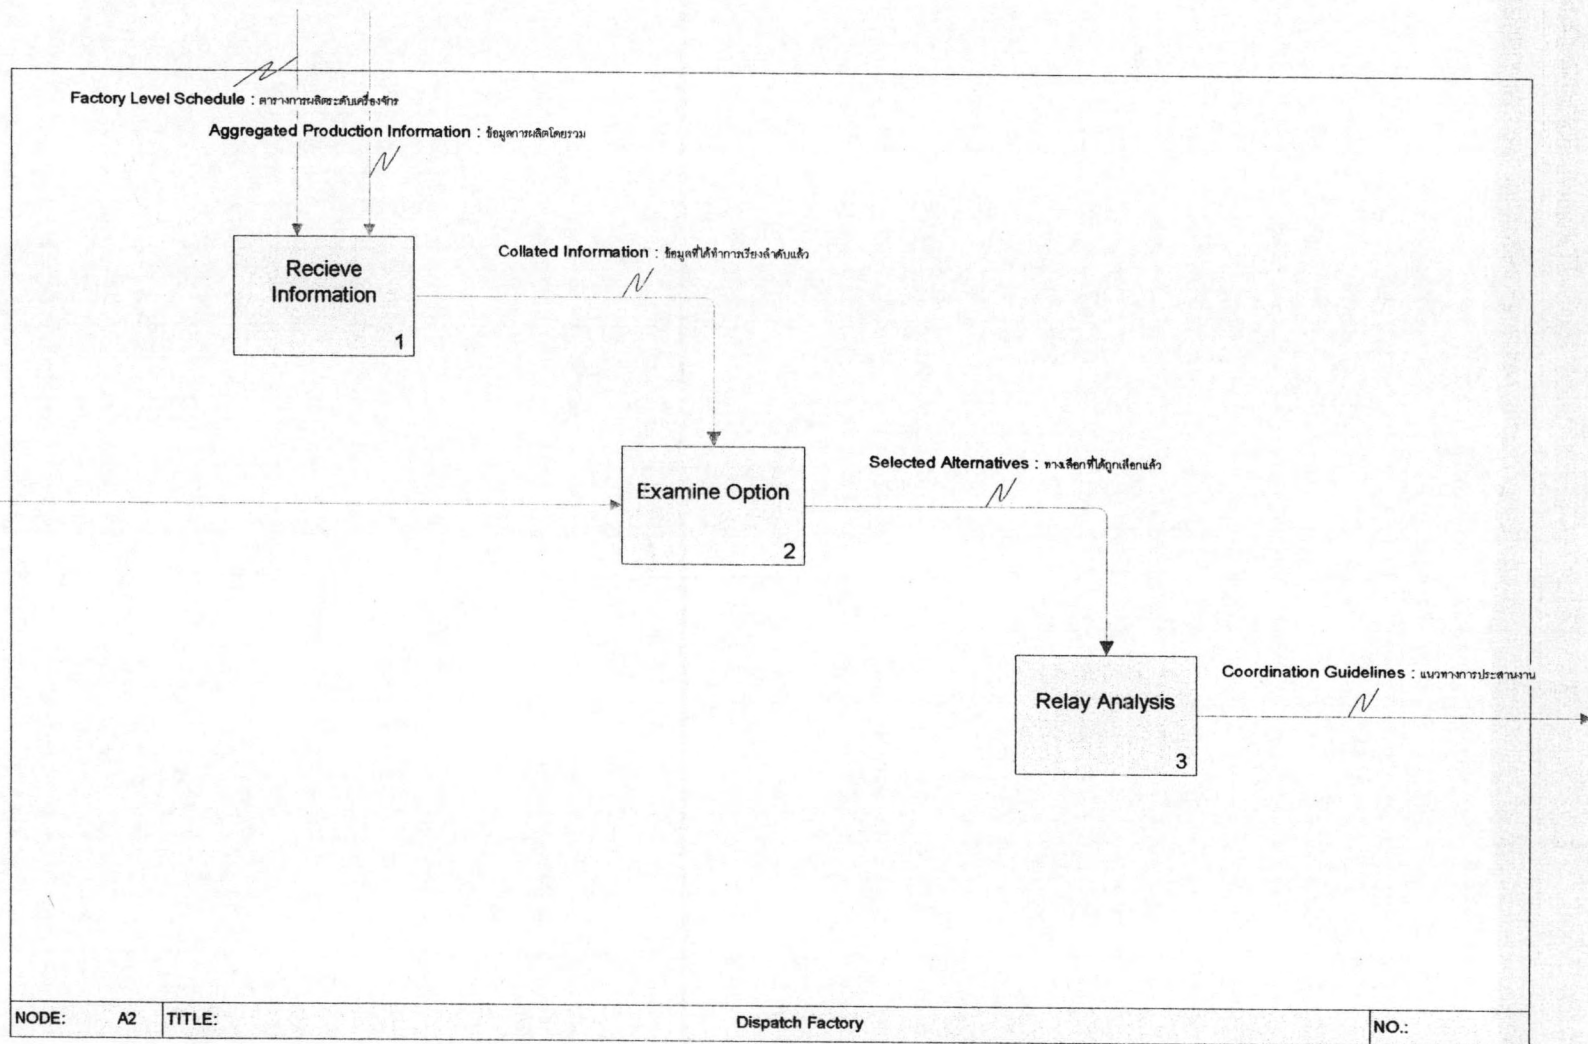 Factory Level Schedule : ตารางการผลิตระดับเครื่องจักร
Aggregated Production Information : ข้อมูลการผลิตโดยรวม
Recieve
Information
1
Collated Information : ข้อมูลที่ได้ทำการเรียงลำดับแล้ว
Examine Option
2
Selected Alternatives : ทางเลือกที่ได้ถูกเลือกแล้ว
Relay Analysis
3
Coordination Guidelines : แนวทางการประสานงาน
NODE: A2 TITLE: Dispatch Factory NO.: